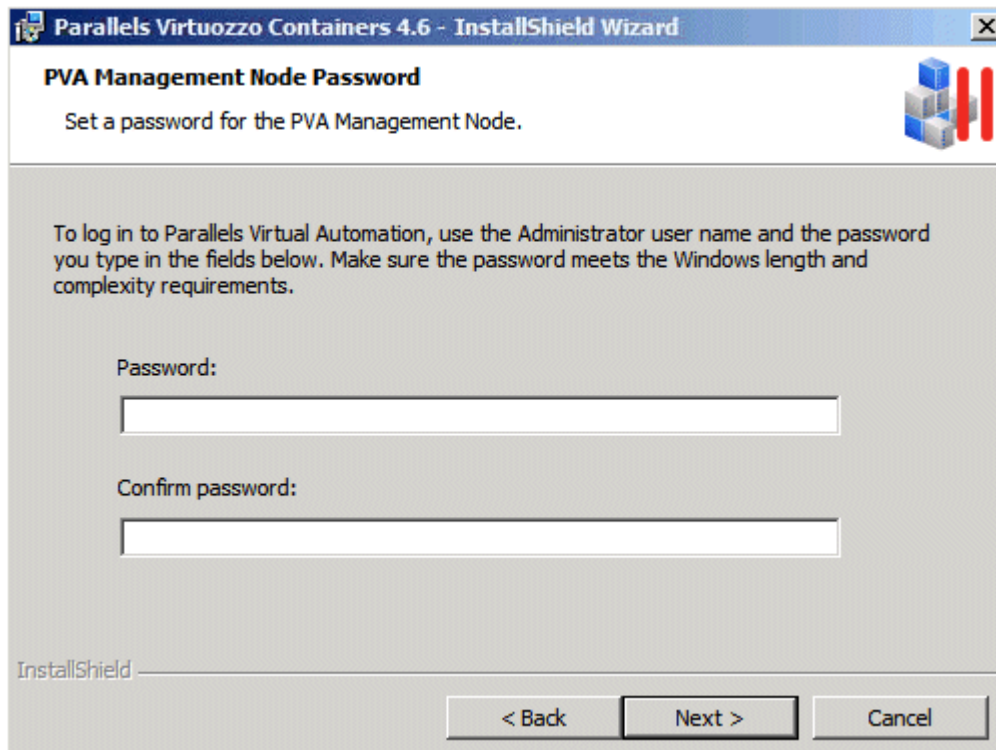 Parallels Virtuozzo Containers 4.6 - InstallShield Wizard
PVA Management Node Password
Set a password for the PVA Management Node.
To log in to Parallels Virtual Automation, use the Administrator user name and the password
you type in the fields below. Make sure the password meets the Windows length and
complexity requirements.
Password:
Confirm password:
InstallShield
< Back
Next >
Cancel